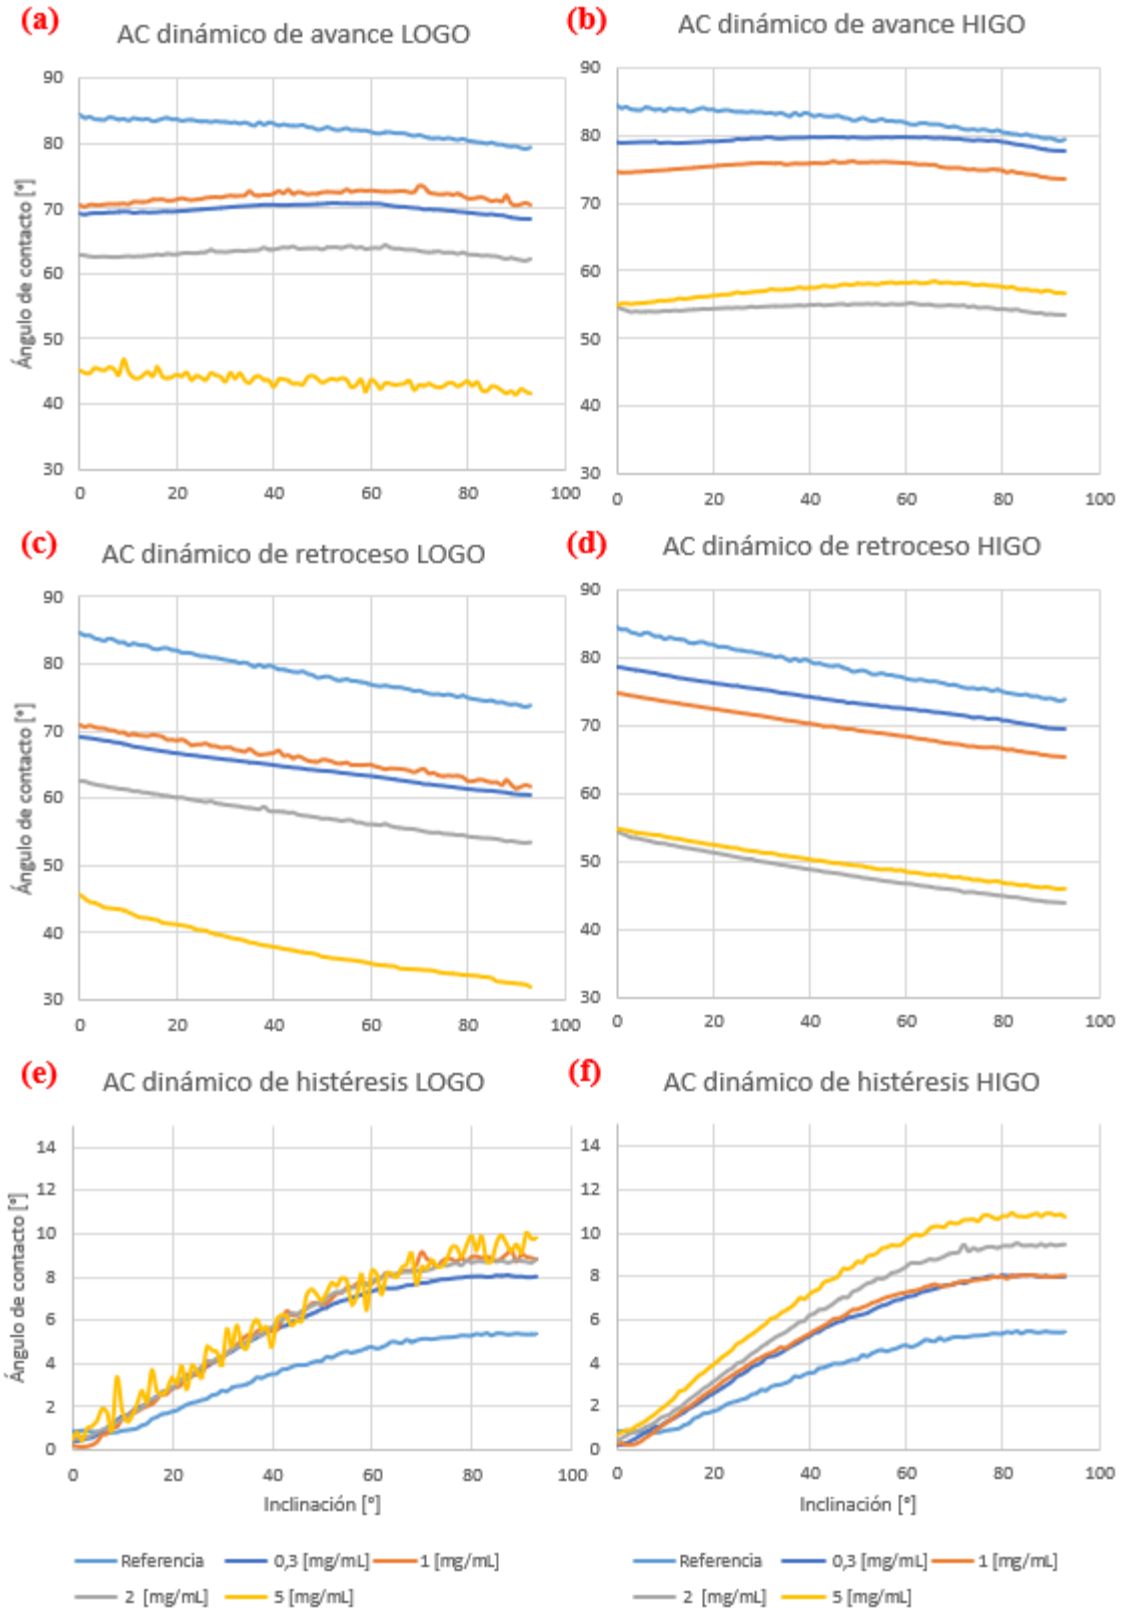 (a)
AC dinámico de avance LOGO
90
80
70
60
50
40
30
0 20 40 60 80 100
Ángulo de contacto [°]
(b)
AC dinámico de avance HIGO
90
80
70
60
50
40
30
0 20 40 60 80 100
(c)
AC dinámico de retroceso LOGO
90
80
70
60
50
40
30
0 20 40 60 80 100
Ángulo de contacto [°]
(d)
AC dinámico de retroceso HIGO
90
80
70
60
50
40
30
0 20 40 60 80 100
(e)
AC dinámico de histéresis LOGO
14
12
10
8
6
4
2
0
0 20 40 60 80 100
Ángulo de contacto [°]
Inclinación [°]
(f)
AC dinámico de histéresis HIGO
14
12
10
8
6
4
2
0
0 20 40 60 80 100
Inclinación [°]
Referencia 0,3 [mg/mL] 1 [mg/mL]
2 [mg/mL] 5 [mg/mL]
Referencia 0,3 [mg/mL] 1 [mg/mL]
2 [mg/mL] 5 [mg/mL]